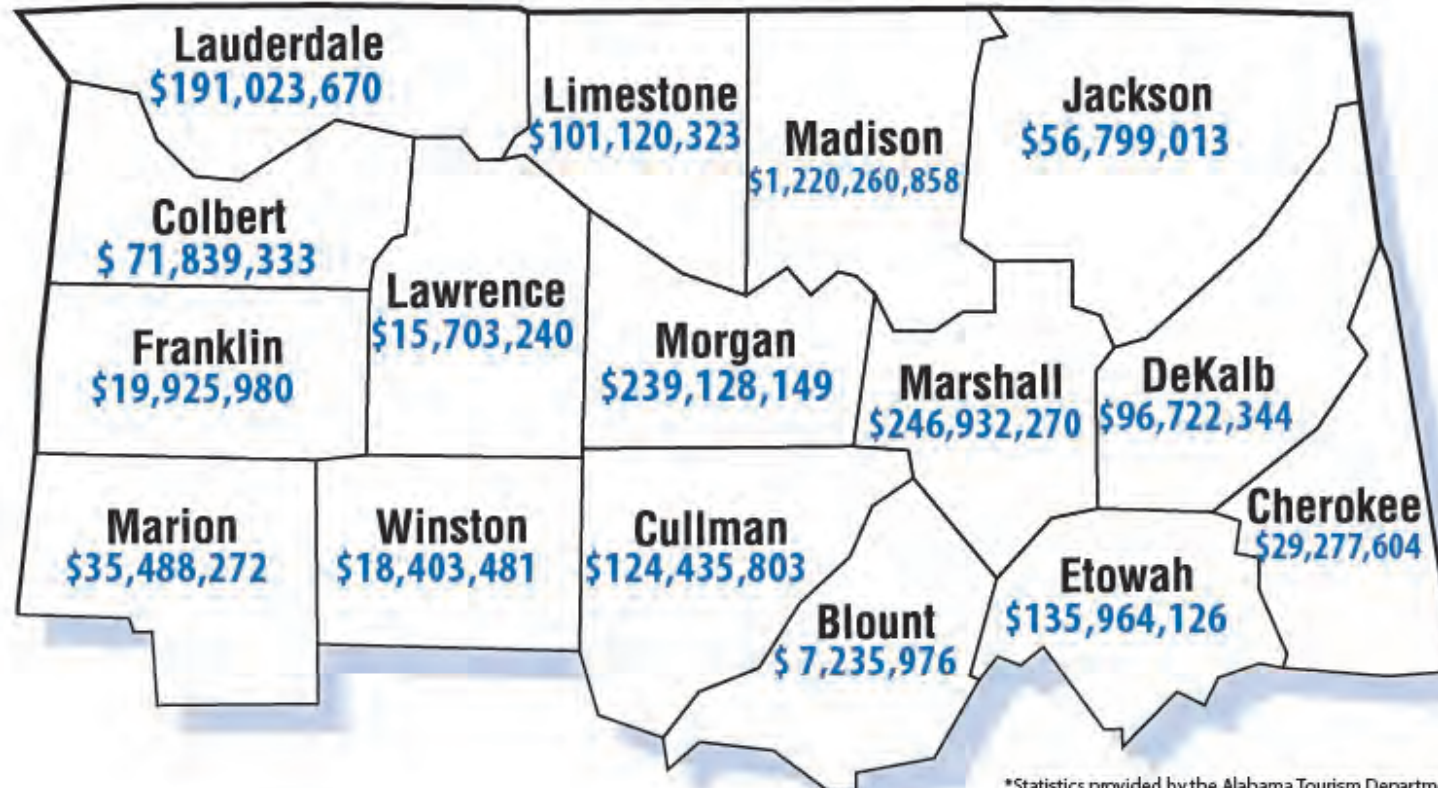 Lauderdale
$191,023,670
Limestone
$101,120,323
Madison
$1,220,260,858
Jackson
$56,799,013
Colbert
$ 71,839,333
Lawrence
$15,703,240
Franklin
$19,925,980
Morgan
$239,128,149
Marshall
$246,932,270
DeKalb
$96,722,344
Marion
$35,488,272
Winston
$18,403,481
Cullman
$124,435,803
Cherokee
$29,277,604
Etowah
$135,964,126
Blount
$ 7,235,976
*Statistics provided by the Alabama Tourism